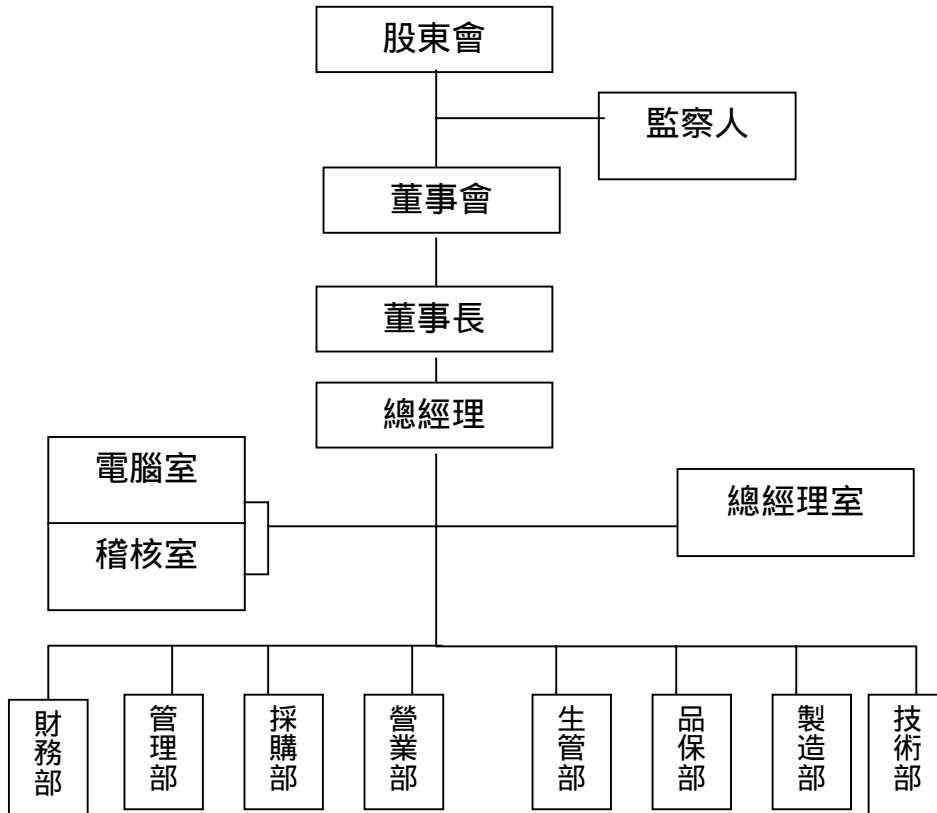 股東會
監察人
董事會
董事長
總經理
電腦室
總經理室
稽核室
財務部
管理部
採購部
營業部
生管部
品保部
製造部
技術部